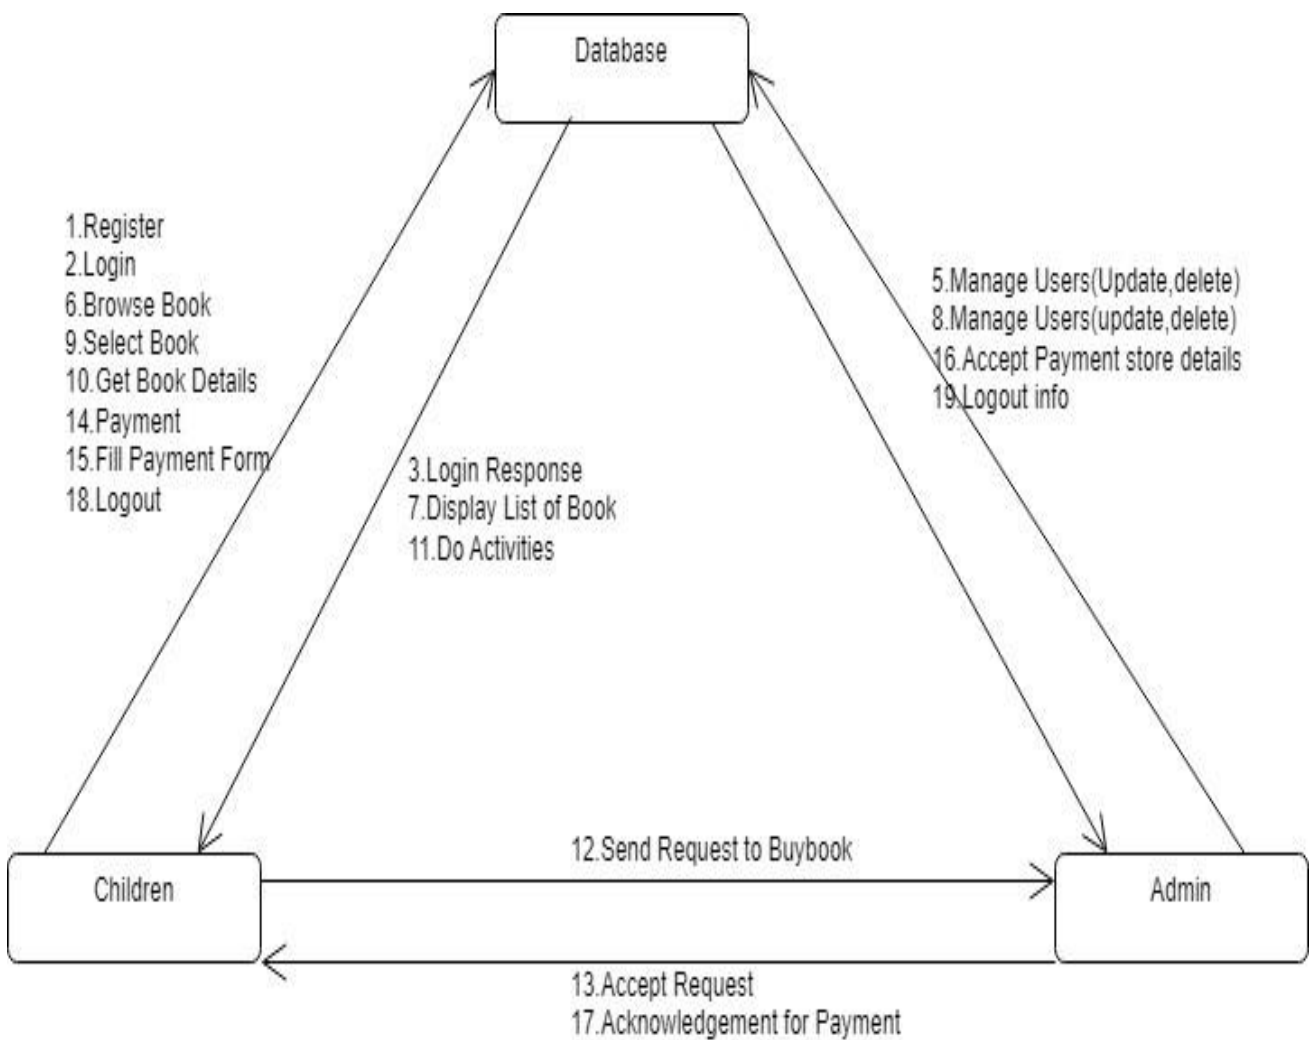 Database
1.Register
2.Login
6.Browse Book
9.Select Book
10.Get Book Details
14.Payment
15.Fill Payment Form
18.Logout
5.Manage Users(Update,delete)
8.Manage Users(update,delete)
16.Accept Payment store details
19.Logout info
3.Login Response
7.Display List of Book
11.Do Activities
12.Send Request to Buybook
Children
Admin
13.Accept Request
17.Acknowledgement for Payment